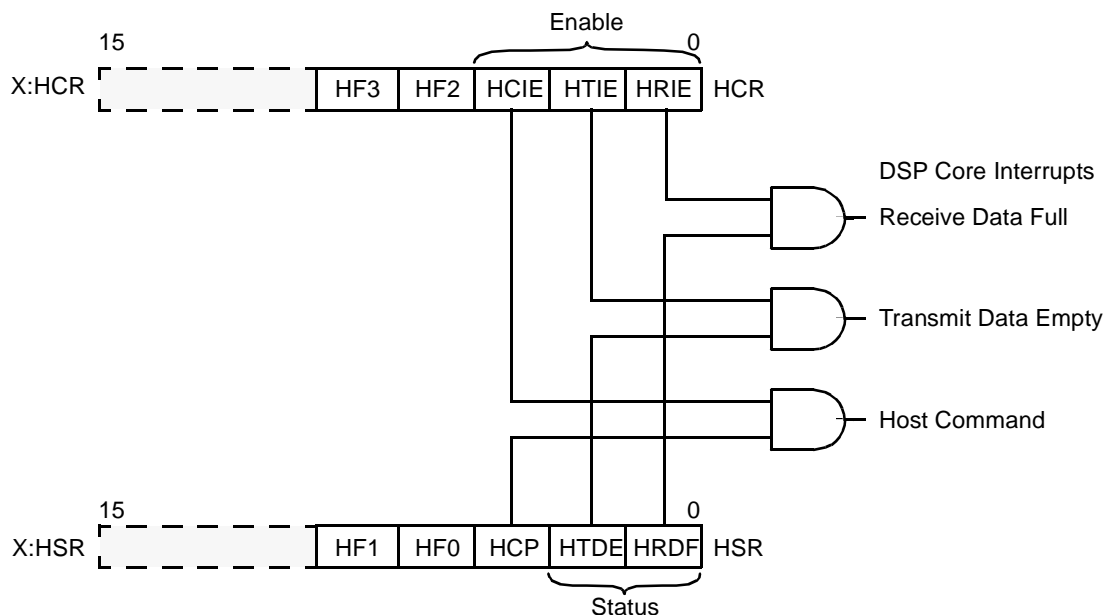 Enable
15 0
X:HCR HF3 HF2 HCIE HTIE HRIE HCR
DSP Core Interrupts
Receive Data Full
Transmit Data Empty
Host Command
15 0
X:HSR HF1 HF0 HCP HTDE HRDF HSR
Status